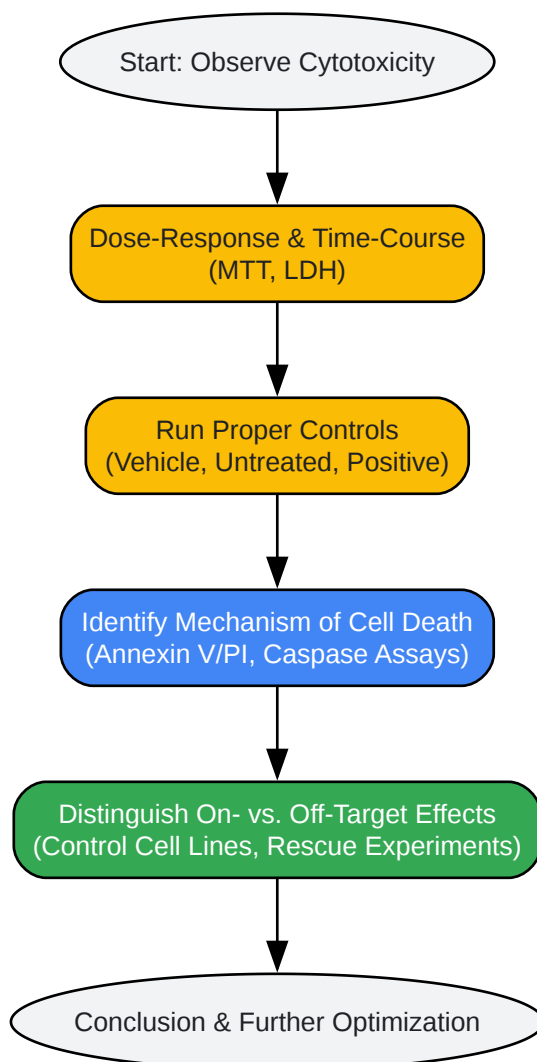 Start: Observe Cytotoxicity
Dose-Response & Time-Course
(MTT, LDH)
Run Proper Controls
(Vehicle, Untreated, Positive)
Identify Mechanism of Cell Death
(Annexin V/PI, Caspase Assays)
Distinguish On- vs. Off-Target Effects
(Control Cell Lines, Rescue Experiments)
Conclusion & Further Optimization